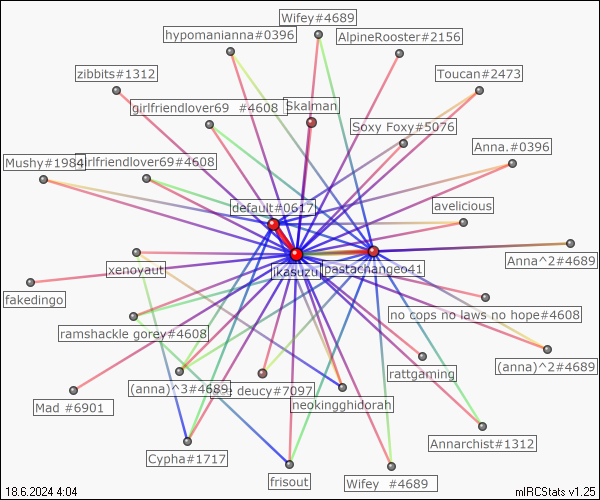 Wifey#4689
hypomanianna#0396
AlpineRooster#2156
zibbits#1312
Toucan#2473
girlfriendlover69 #4608
Skalman
Soxy Foxy#5076
Mushy#1984
girlfriendlover69#4608
Anna.#0396
default#0617
avelicious
xenoyaut
ikasuzu
pastachangeo41
Anna^2#4689
fakedingo
no cops no laws no hope#4608
ramshackle gorey#4608
(anna)^2#4689
rattgaming
(anna)^3#4689
deucy#7097
neokingghidorah
Mad #6901
Annarchist#1312
Cypha#1717
frisout
Wifey #4689
18.6.2024 4:04
mIRCStats v1.25